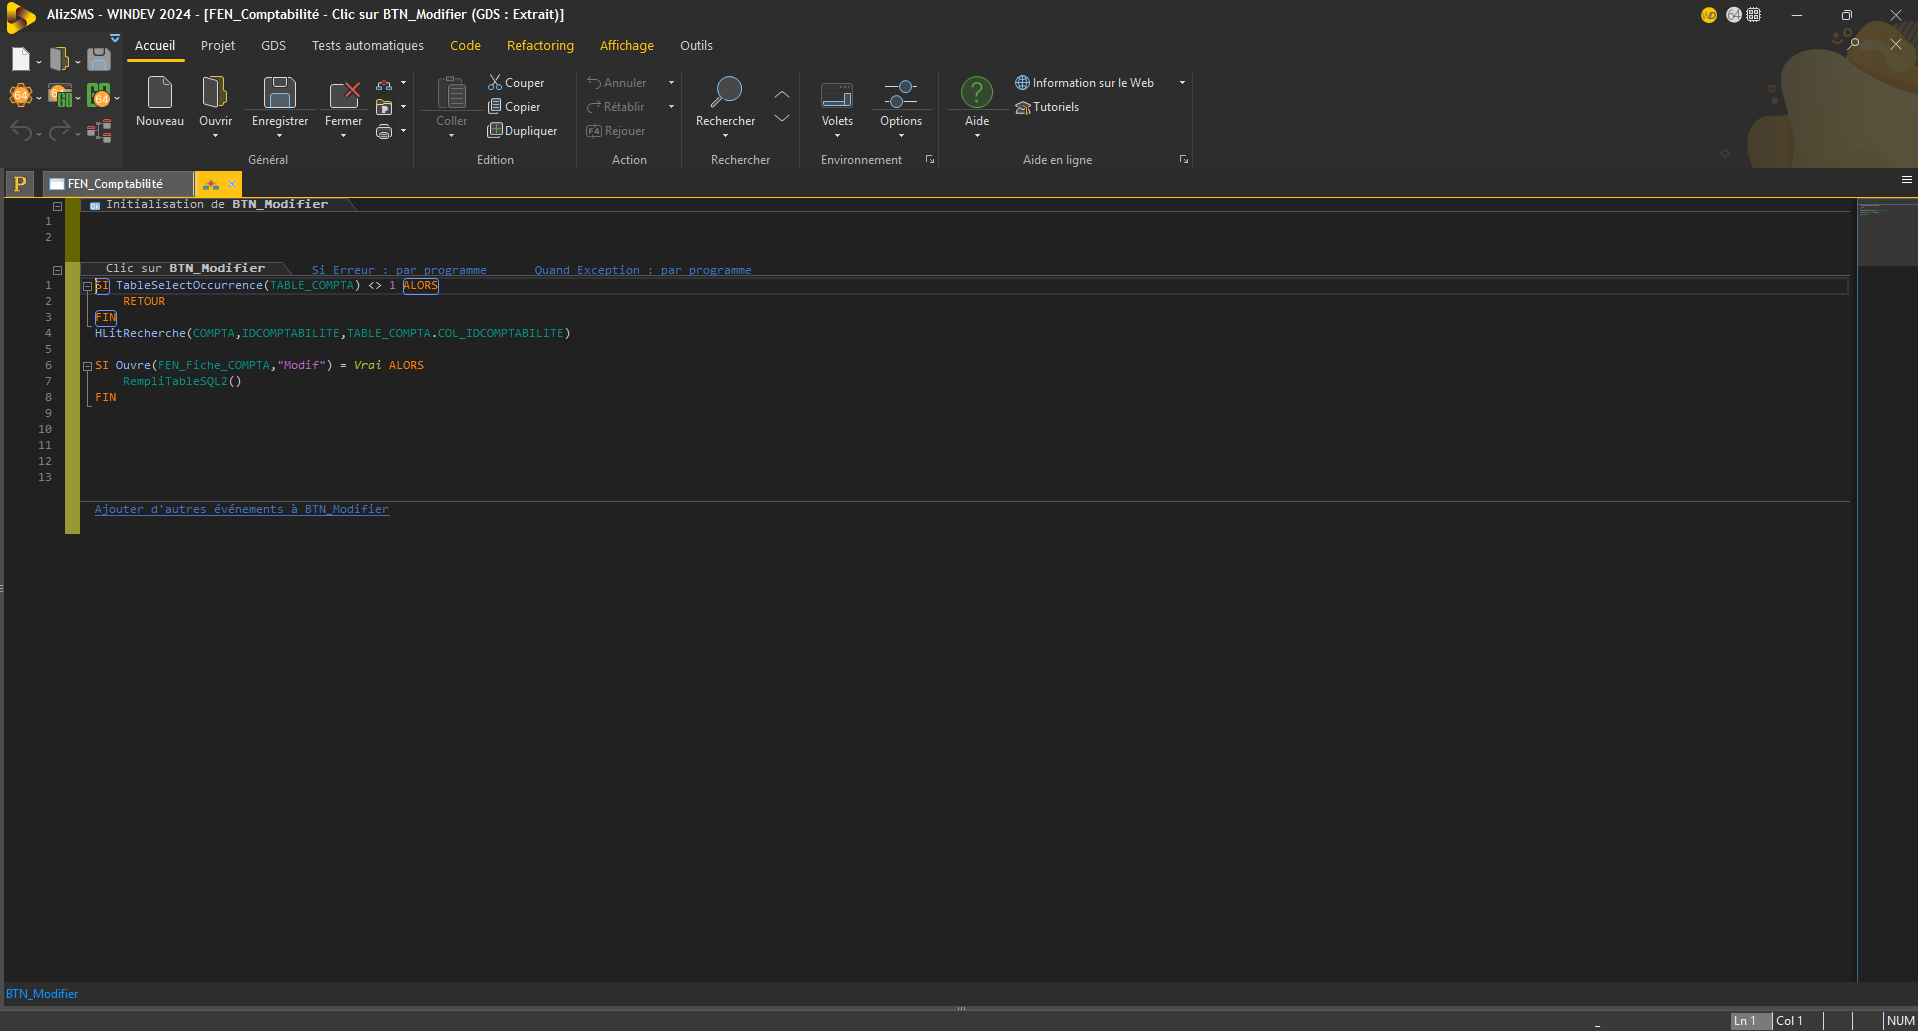 AlizSMS - WINDEV 2024 - [FEN_Comptabilité - Clic sur BTN_Modifier (GDS : Extrait)]
WD 64
Accueil Projet GDS Tests automatiques Code Refactoring Affichage Outils
Nouveau Ouvrir Enregistrer Fermer
Général
Coller
Couper
Copier
Dupliquer
Edition
Annuler
Rétablir
F4 Rejouer
Action
Rechercher
Rechercher
Volets Options
Environnement
Aide
Information sur le Web
Tutoriels
Aide en ligne
P FEN_Comptabilité
Initialisation de BTN_Modifier
1
2
Clic sur BTN_Modifier Si Erreur : par programme Quand Exception : par programme
1 SI TableSelectOccurrence(TABLE_COMPTA) <> 1 ALORS
2 RETOUR
3 FIN
4 HLitRecherche(COMPTA,IDCOMPTABILITE,TABLE_COMPTA.COL_IDCOMPTABILITE)
5
6 SI Ouvre(FEN_Fiche_COMPTA,"Modif") = Vrai ALORS
7 RempliTableSQL2()
8 FIN
9
10
11
12
13
Ajouter d'autres événements à BTN_Modifier
BTN_Modifier
Ln 1 Col 1 NUM